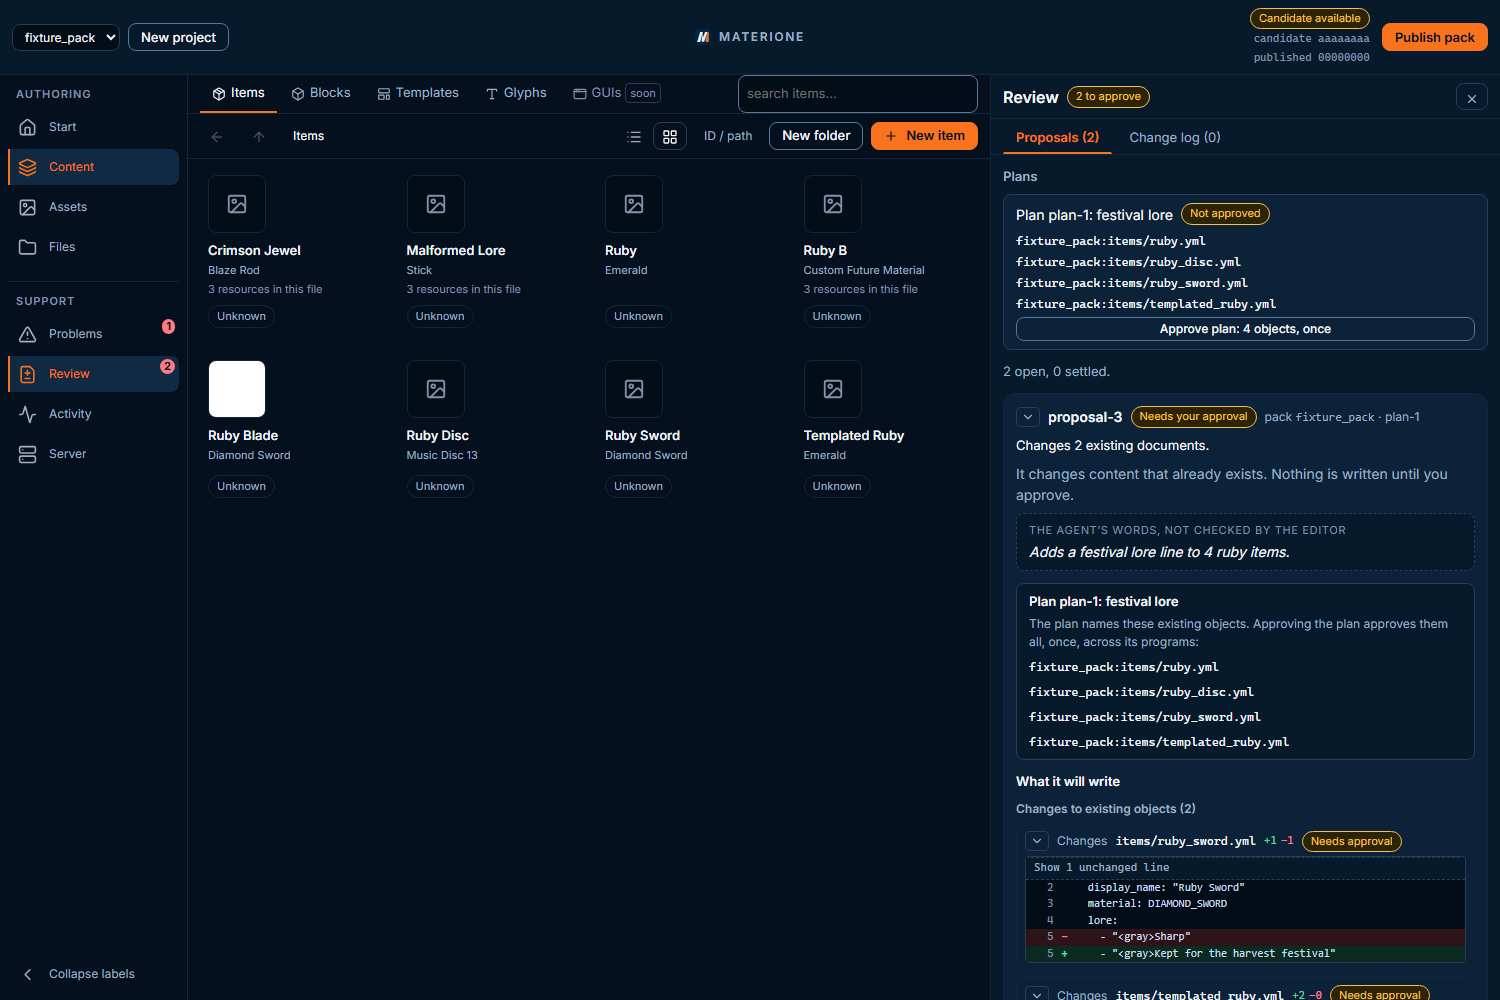 fixture_pack
New project
MATERIONE
Candidate available
candidate aaaaaaaa
published 00000000
Publish pack
AUTHORING
Start
Content
Assets
Files
SUPPORT
Problems
1
Review
2
Activity
Server
Collapse labels
Items
Blocks
Templates
Glyphs
GUIs soon
search items...
Items
ID / path
New folder
+ New item
Crimson Jewel
Blaze Rod
3 resources in this file
Unknown
Malformed Lore
Stick
3 resources in this file
Unknown
Ruby
Emerald
Unknown
Ruby B
Custom Future Material
3 resources in this file
Unknown
Ruby Blade
Diamond Sword
Unknown
Ruby Disc
Music Disc 13
Unknown
Ruby Sword
Diamond Sword
Unknown
Templated Ruby
Emerald
Unknown
Review
2 to approve
Proposals (2)
Change log (0)
Plans
Plan plan-1: festival lore Not approved
fixture_pack:items/ruby.yml
fixture_pack:items/ruby_disc.yml
fixture_pack:items/ruby_sword.yml
fixture_pack:items/templated_ruby.yml
Approve plan: 4 objects, once
2 open, 0 settled.
proposal-3 Needs your approval pack fixture_pack · plan-1
Changes 2 existing documents.
It changes content that already exists. Nothing is written until you
approve.
THE AGENT'S WORDS, NOT CHECKED BY THE EDITOR
Adds a festival lore line to 4 ruby items.
Plan plan-1: festival lore
The plan names these existing objects. Approving the plan approves them
all, once, across its programs:
fixture_pack:items/ruby.yml
fixture_pack:items/ruby_disc.yml
fixture_pack:items/ruby_sword.yml
fixture_pack:items/templated_ruby.yml
What it will write
Changes to existing objects (2)
Changes items/ruby_sword.yml +1 −1 Needs approval
Show 1 unchanged line
2 display_name: "Ruby Sword"
3 material: DIAMOND_SWORD
4 lore:
5 − - "<gray>Sharp"
5 + - "<gray>Kept for the harvest festival"
Changes items/templated_ruby.yml +2 −0 Needs approval